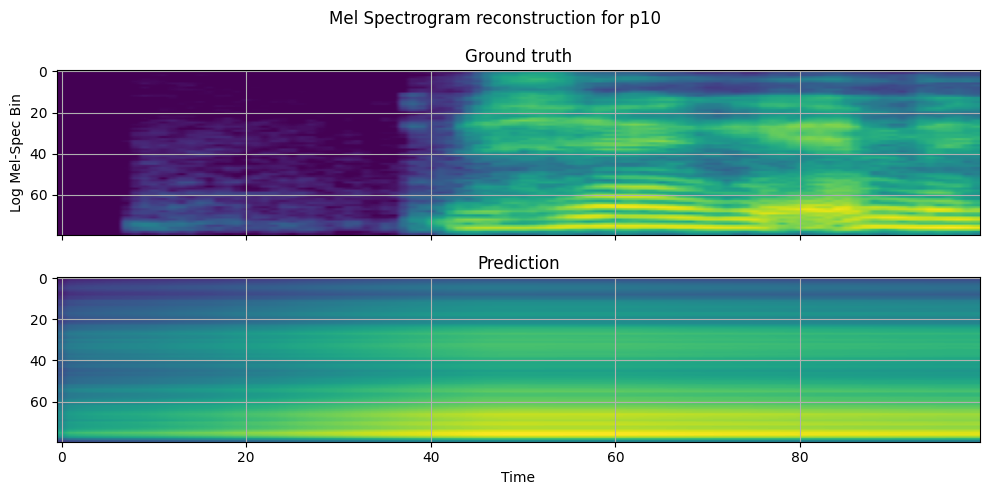 Mel Spectrogram reconstruction for p10
Ground truth
0
20
40
60
Log Mel-Spec Bin
Prediction
0
20
40
60
0 20 40 60 80
Time